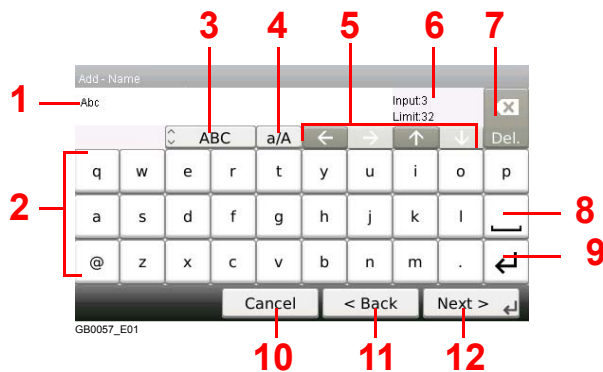 3 4 5 6 7
Add - Name
1 Abc Input:3
Limit:32
ABC a/A ← → ↑ ↓ Del.
2
q w e r t y u i o p
a s d f g h j k l 8
@ z x c v b n m . 9
Cancel < Back Next >
GB0057_E01
10 11 12